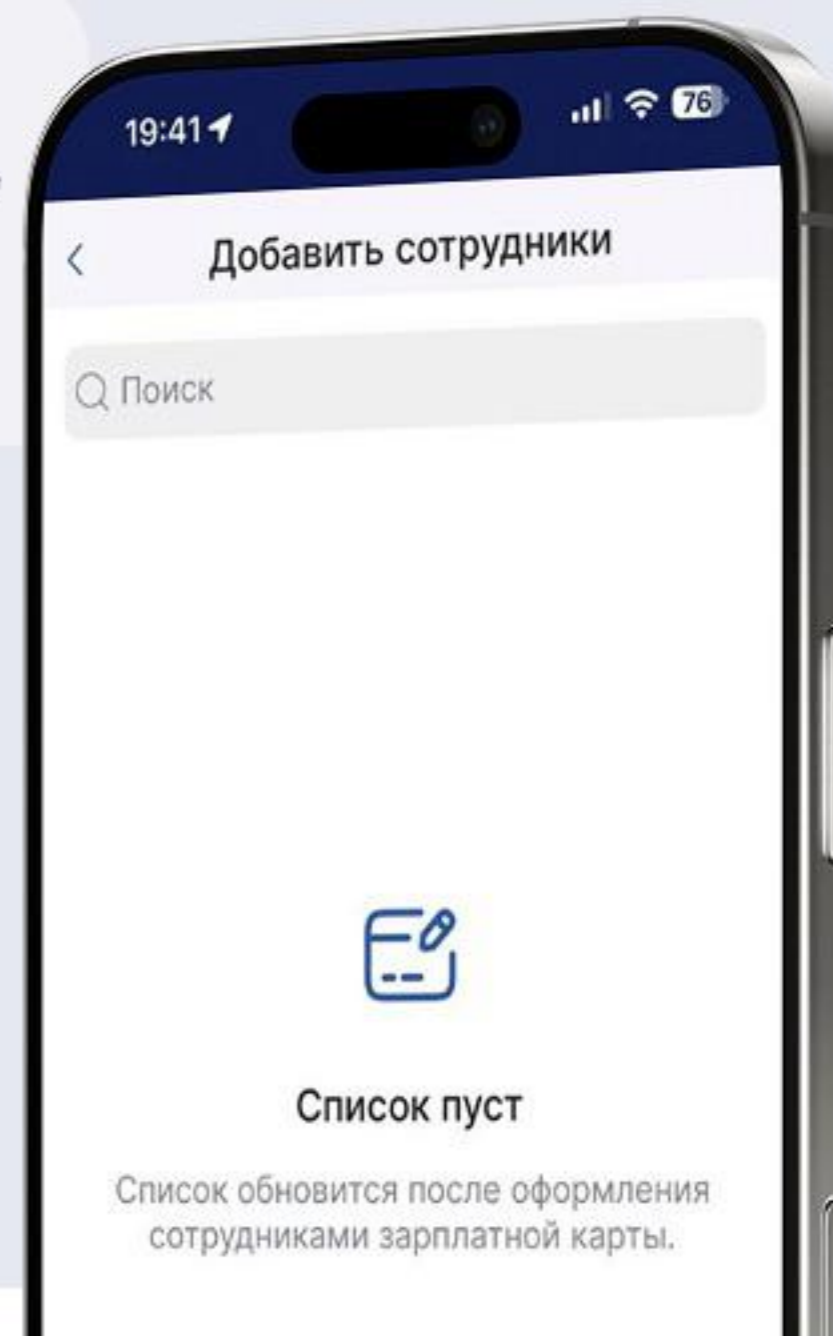 19:41
76
Добавить сотрудники
Поиск
Список пуст
Список обновится после оформления
сотрудниками зарплатной карты.